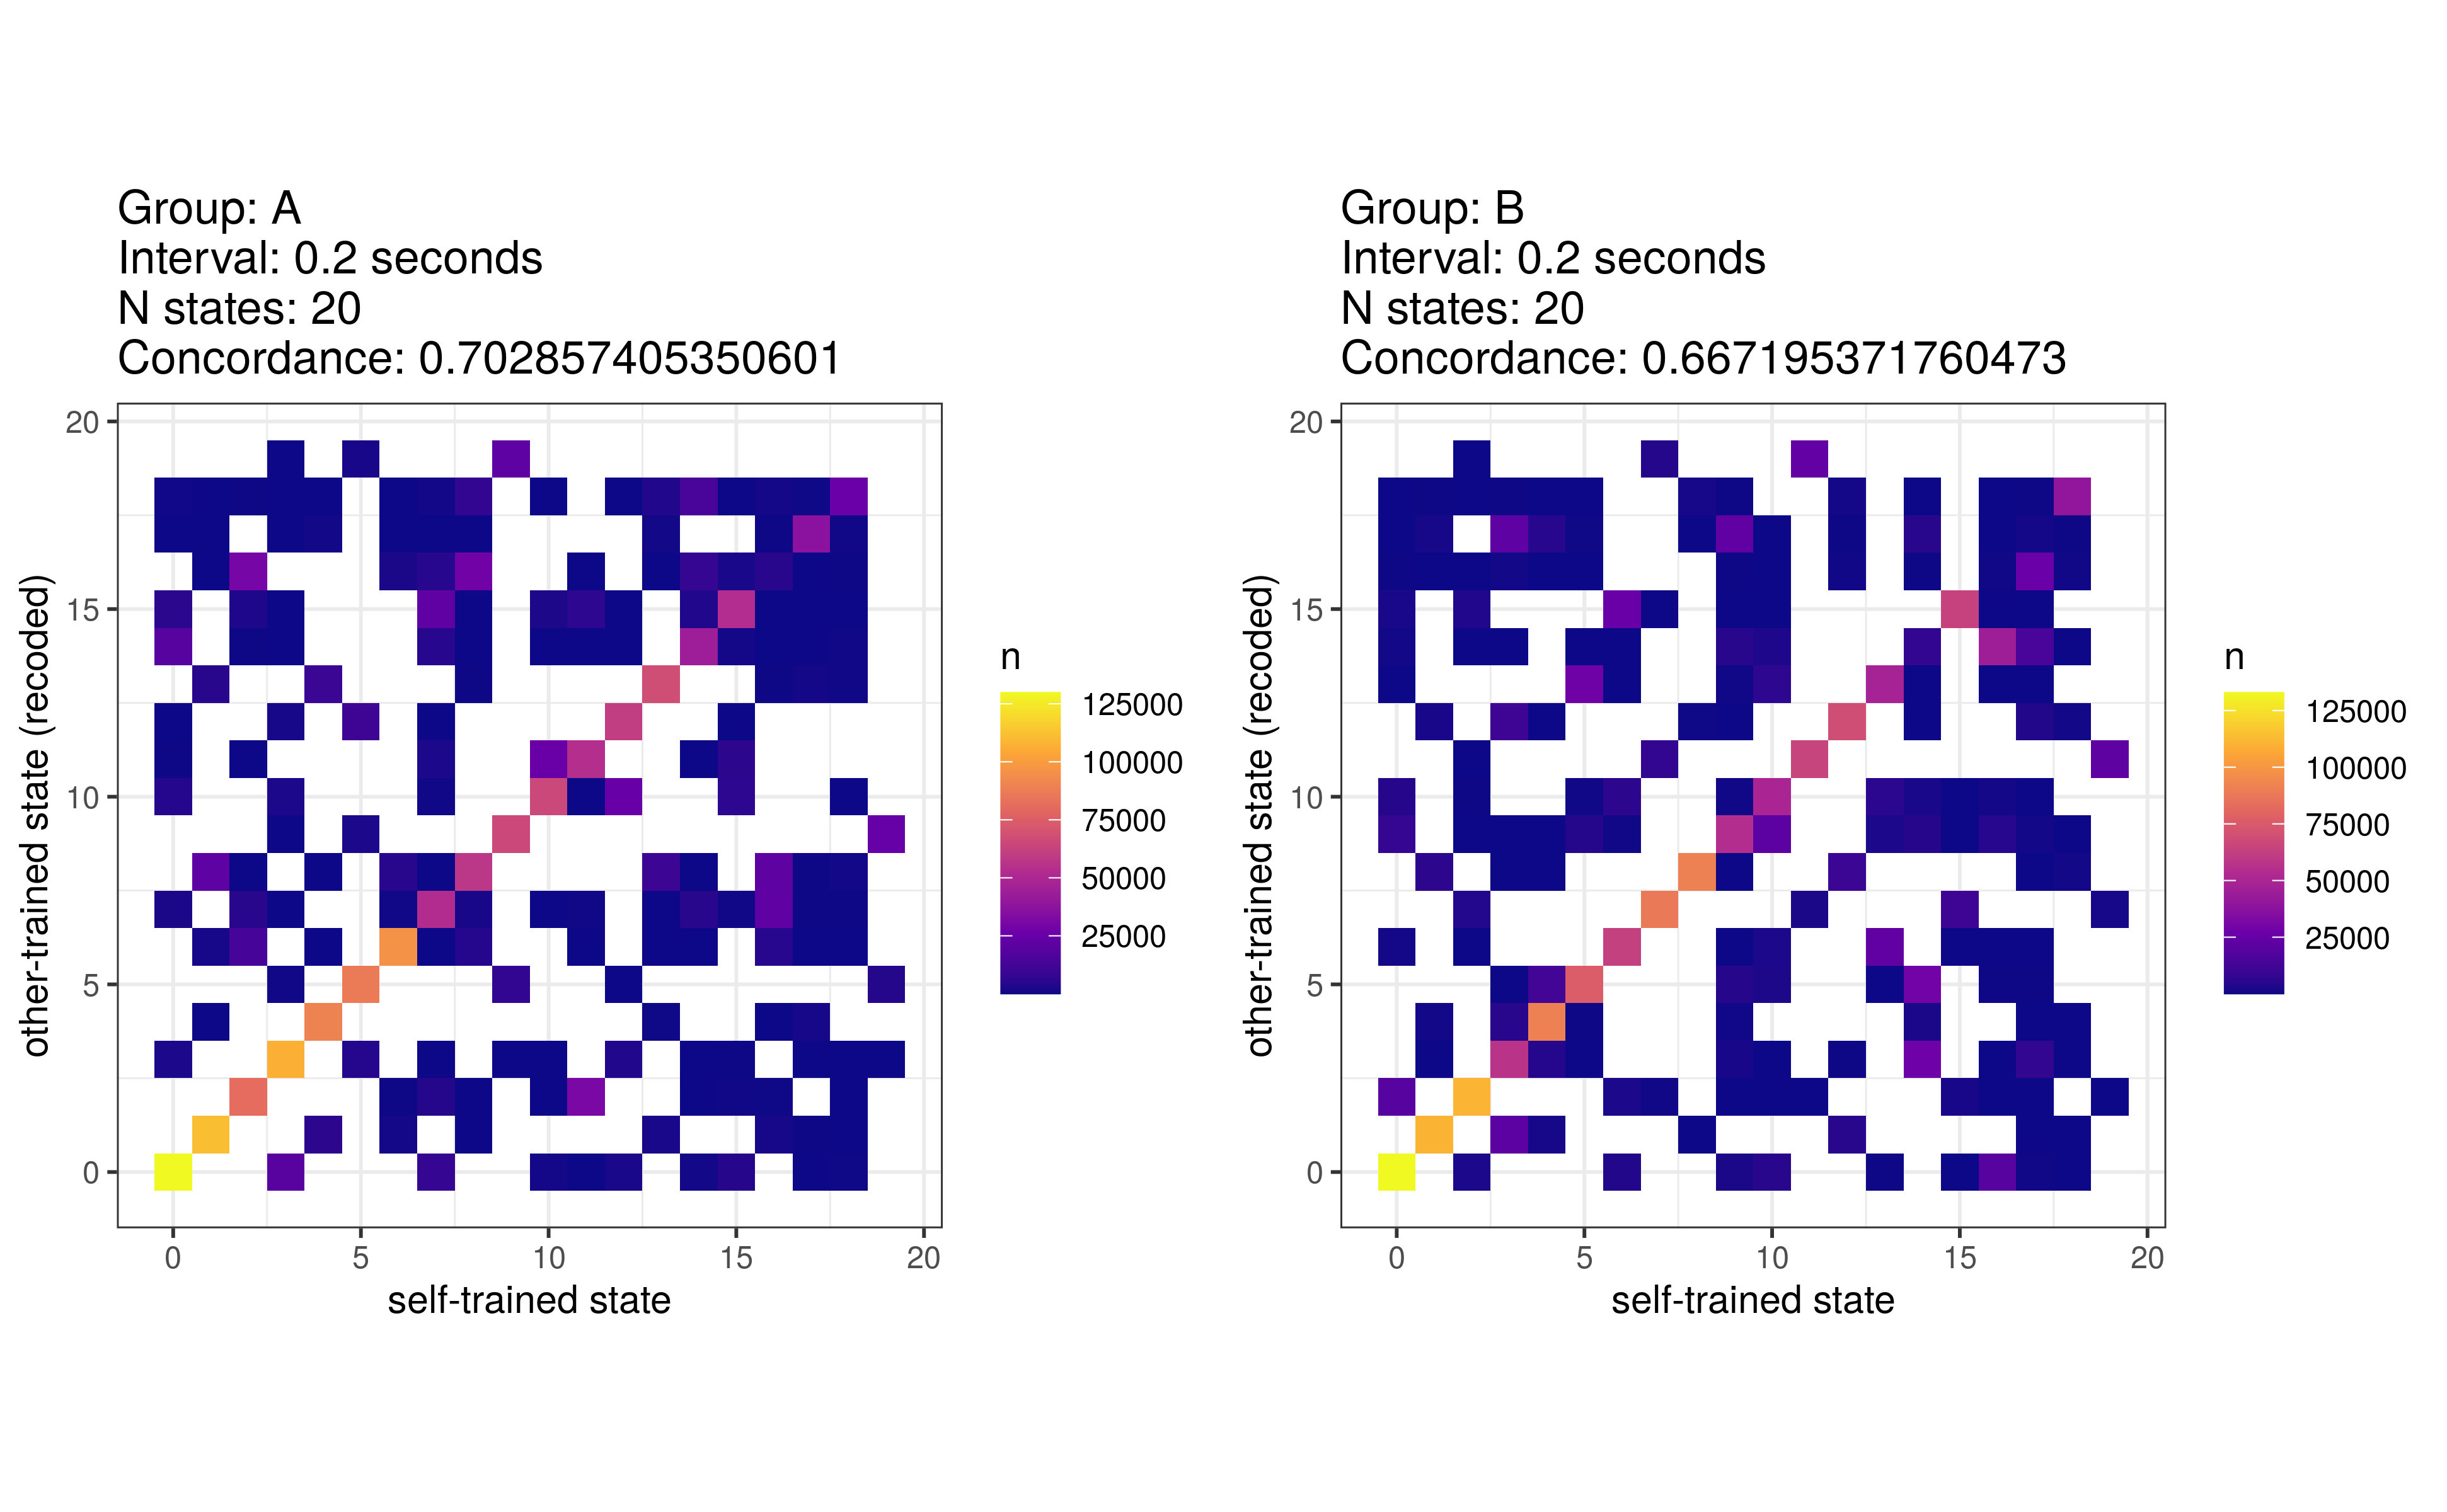 Group: A
Interval: 0.2 seconds
N states: 20
Concordance: 0.702857405350601
20
15
10
5
0
other-trained state (recoded)
0 5 10 15 20
self-trained state
n
125000
100000
75000
50000
25000
Group: B
Interval: 0.2 seconds
N states: 20
Concordance: 0.667195371760473
20
15
10
5
0
other-trained state (recoded)
0 5 10 15 20
self-trained state
n
125000
100000
75000
50000
25000